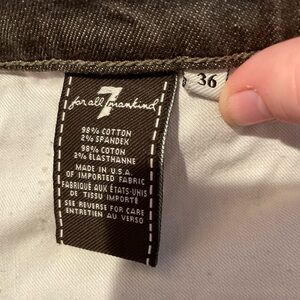 7
for all mankind
36
98% COTTON
2% SPANDEX
98% COTON
2% ELASTHANNE
MADE IN U.S.A.
OF IMPORTED FABRIC
FABRIQUÉ AUX ÉTATS-UNIS
DE TISSU IMPORTÉ
SEE REVERSE FOR CARE
ENTRETIEN AU VERSO